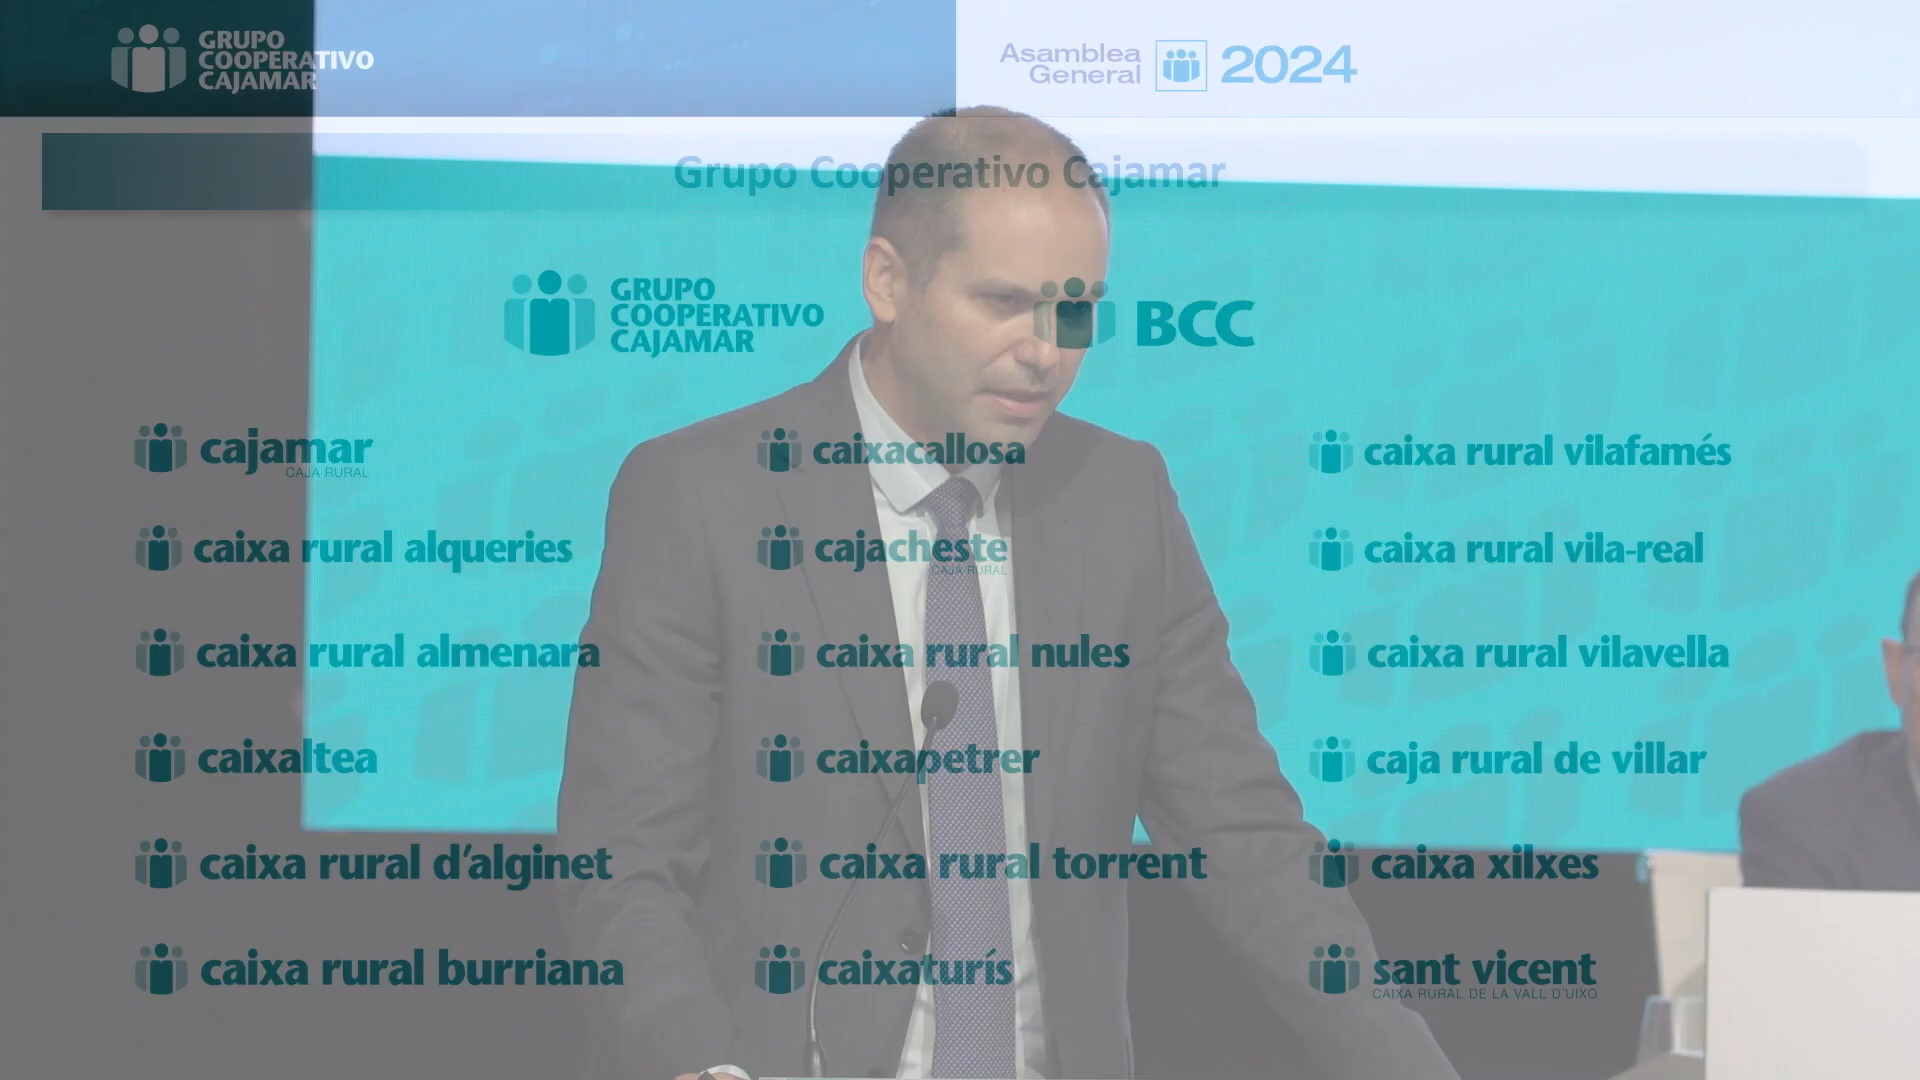 GRUPO
COOPERATIVO
CAJAMAR
Asamblea
General
2024
Grupo Cooperativo Cajamar
GRUPO
COOPERATIVO
CAJAMAR
BCC
cajamar
CAJA RURAL
caixacallosa
caixa rural vilafamés
caixa rural alqueries
cajacheste
CAJA RURAL
caixa rural vila-real
caixa rural almenara
caixa rural nules
caixa rural vilavella
caixaltea
caixapetrer
caja rural de villar
caixa rural d'alginet
caixa rural torrent
caixa xilxes
caixa rural burriana
caixaturís
sant vicent
CAIXA RURAL DE LA VALL D'UIXO